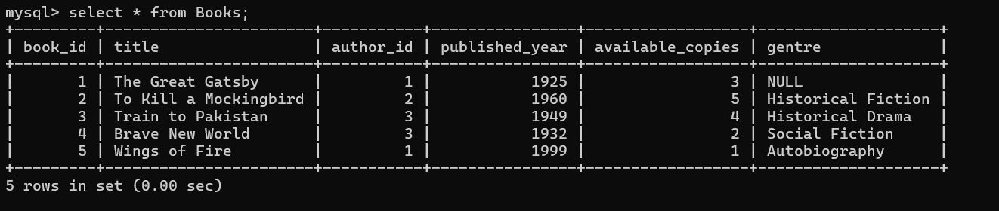 mysql> select * from Books;
+---------+-----------------------+-----------+----------------+------------------+--------------------+
| book_id | title                 | author_id | published_year | available_copies | gentre             |
+---------+-----------------------+-----------+----------------+------------------+--------------------+
|       1 | The Great Gatsby      |         1 |           1925 |                3 | NULL               |
|       2 | To Kill a Mockingbird |         2 |           1960 |                5 | Historical Fiction |
|       3 | Train to Pakistan     |         3 |           1949 |                4 | Historical Drama   |
|       4 | Brave New World       |         3 |           1932 |                2 | Social Fiction     |
|       5 | Wings of Fire         |         1 |           1999 |                1 | Autobiography      |
+---------+-----------------------+-----------+----------------+------------------+--------------------+
5 rows in set (0.00 sec)